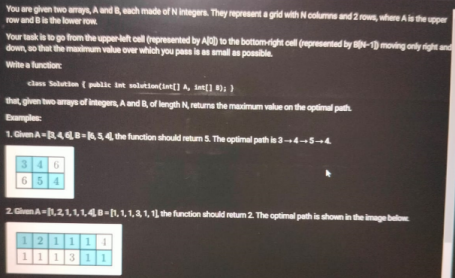 You are given two arrays, A and B, each made of N integers. They represent a grid with N columns and 2 rows, where A is the upper
row and B is the lower row.
Your task is to go from the upper-left cell (represented by A[0]) to the bottom-right cell (represented by B[N-1]) moving only right and
down, so that the maximum value over which you pass is as small as possible.
Write a function:
class Solution { public int solution(int[] A, int[] B); }
that, given two arrays of integers, A and B, of length N, returns the maximum value on the optimal path.
Examples:
1. Given A = [3, 4, 6], B = [6, 5, 4], the function should return 5. The optimal path is 3 → 4 → 5 → 4.
3 4 6
6 5 4
2. Given A = [1, 2, 1, 1, 1, 4], B = [1, 1, 1, 3, 1, 1], the function should return 2. The optimal path is shown in the image below:
1 2 1 1 1 4
1 1 1 3 1 1